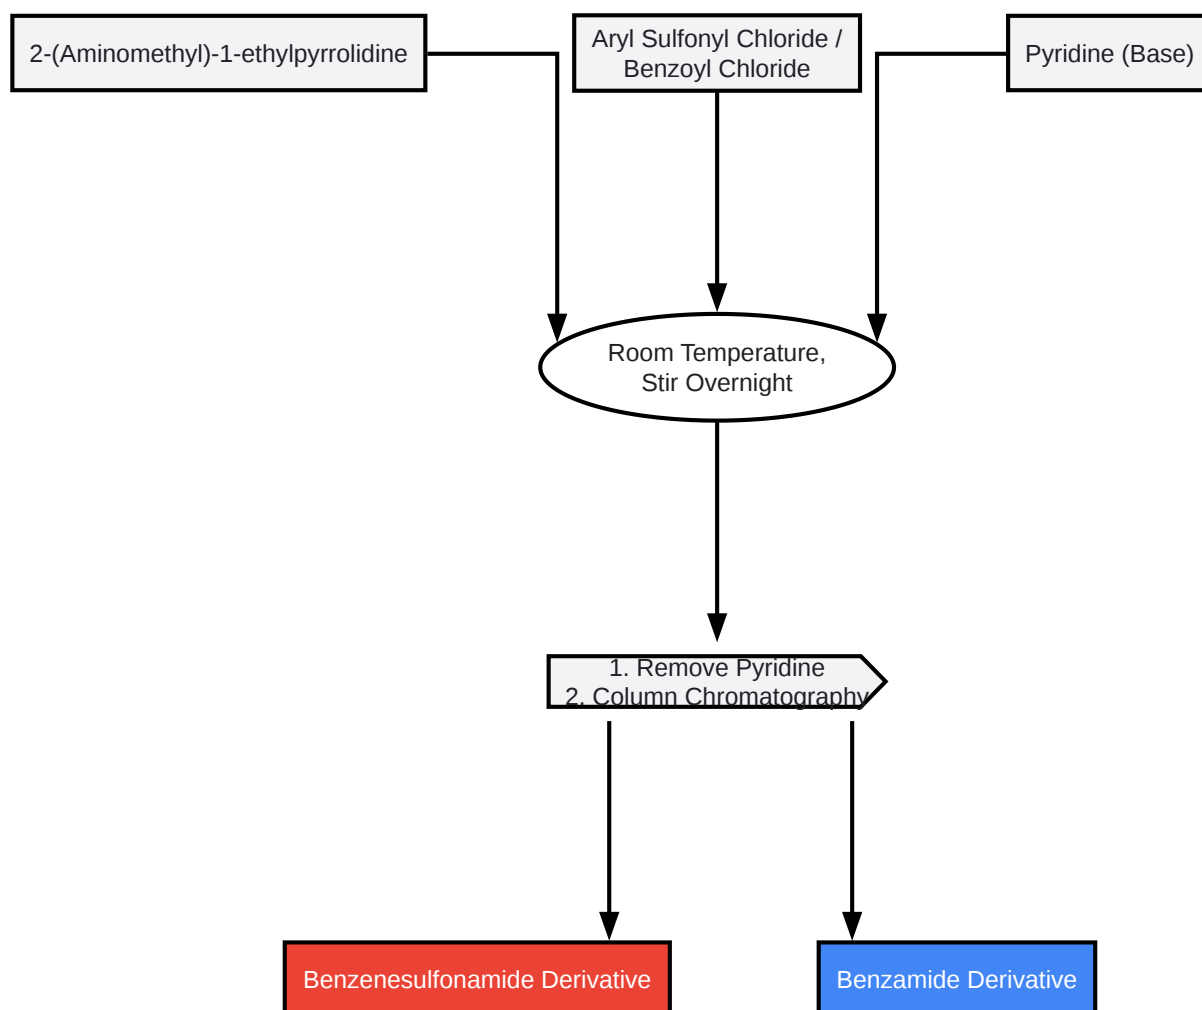 2-(Aminomethyl)-1-ethylpyrrolidine
Aryl Sulfonyl Chloride /
Benzoyl Chloride
Pyridine (Base)
Room Temperature,
Stir Overnight
1. Remove Pyridine
2. Column Chromatography
Benzenesulfonamide Derivative
Benzamide Derivative